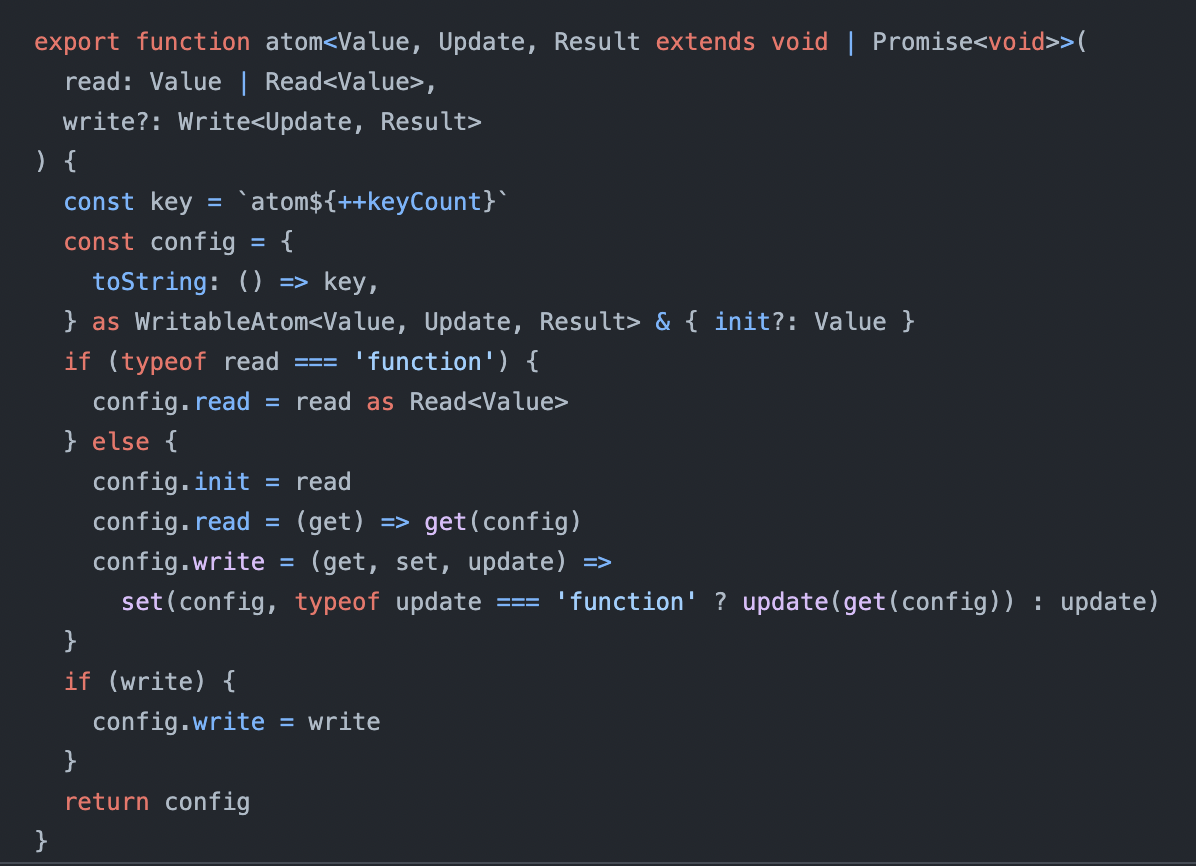 export function atom<Value, Update, Result extends void | Promise<void>>(
  read: Value | Read<Value>,
  write?: Write<Update, Result>
) {
  const key = `atom${++keyCount}`
  const config = {
    toString: () => key,
  } as WritableAtom<Value, Update, Result> & { init?: Value }
  if (typeof read === 'function') {
    config.read = read as Read<Value>
  } else {
    config.init = read
    config.read = (get) => get(config)
    config.write = (get, set, update) =>
      set(config, typeof update === 'function' ? update(get(config)) : update)
  }
  if (write) {
    config.write = write
  }
  return config
}